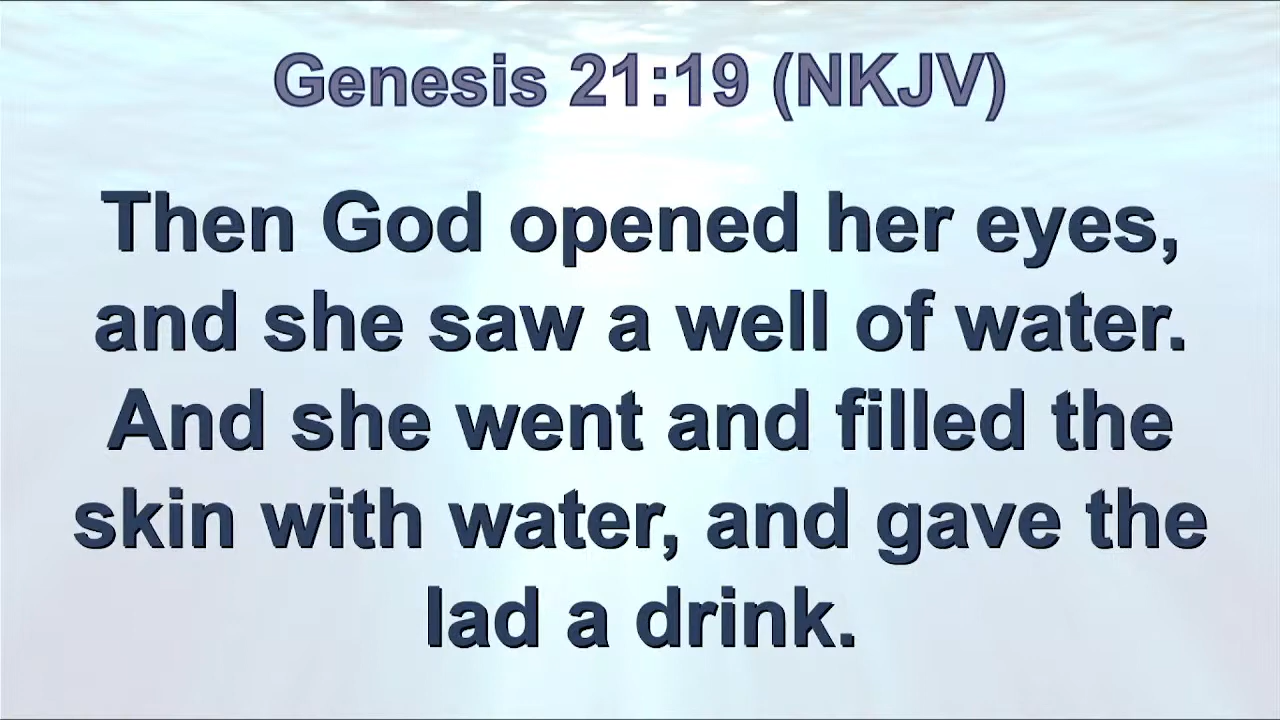 Genesis 21:19 (NKJV)
Then God opened her eyes,
and she saw a well of water.
And she went and filled the
skin with water, and gave the
lad a drink.